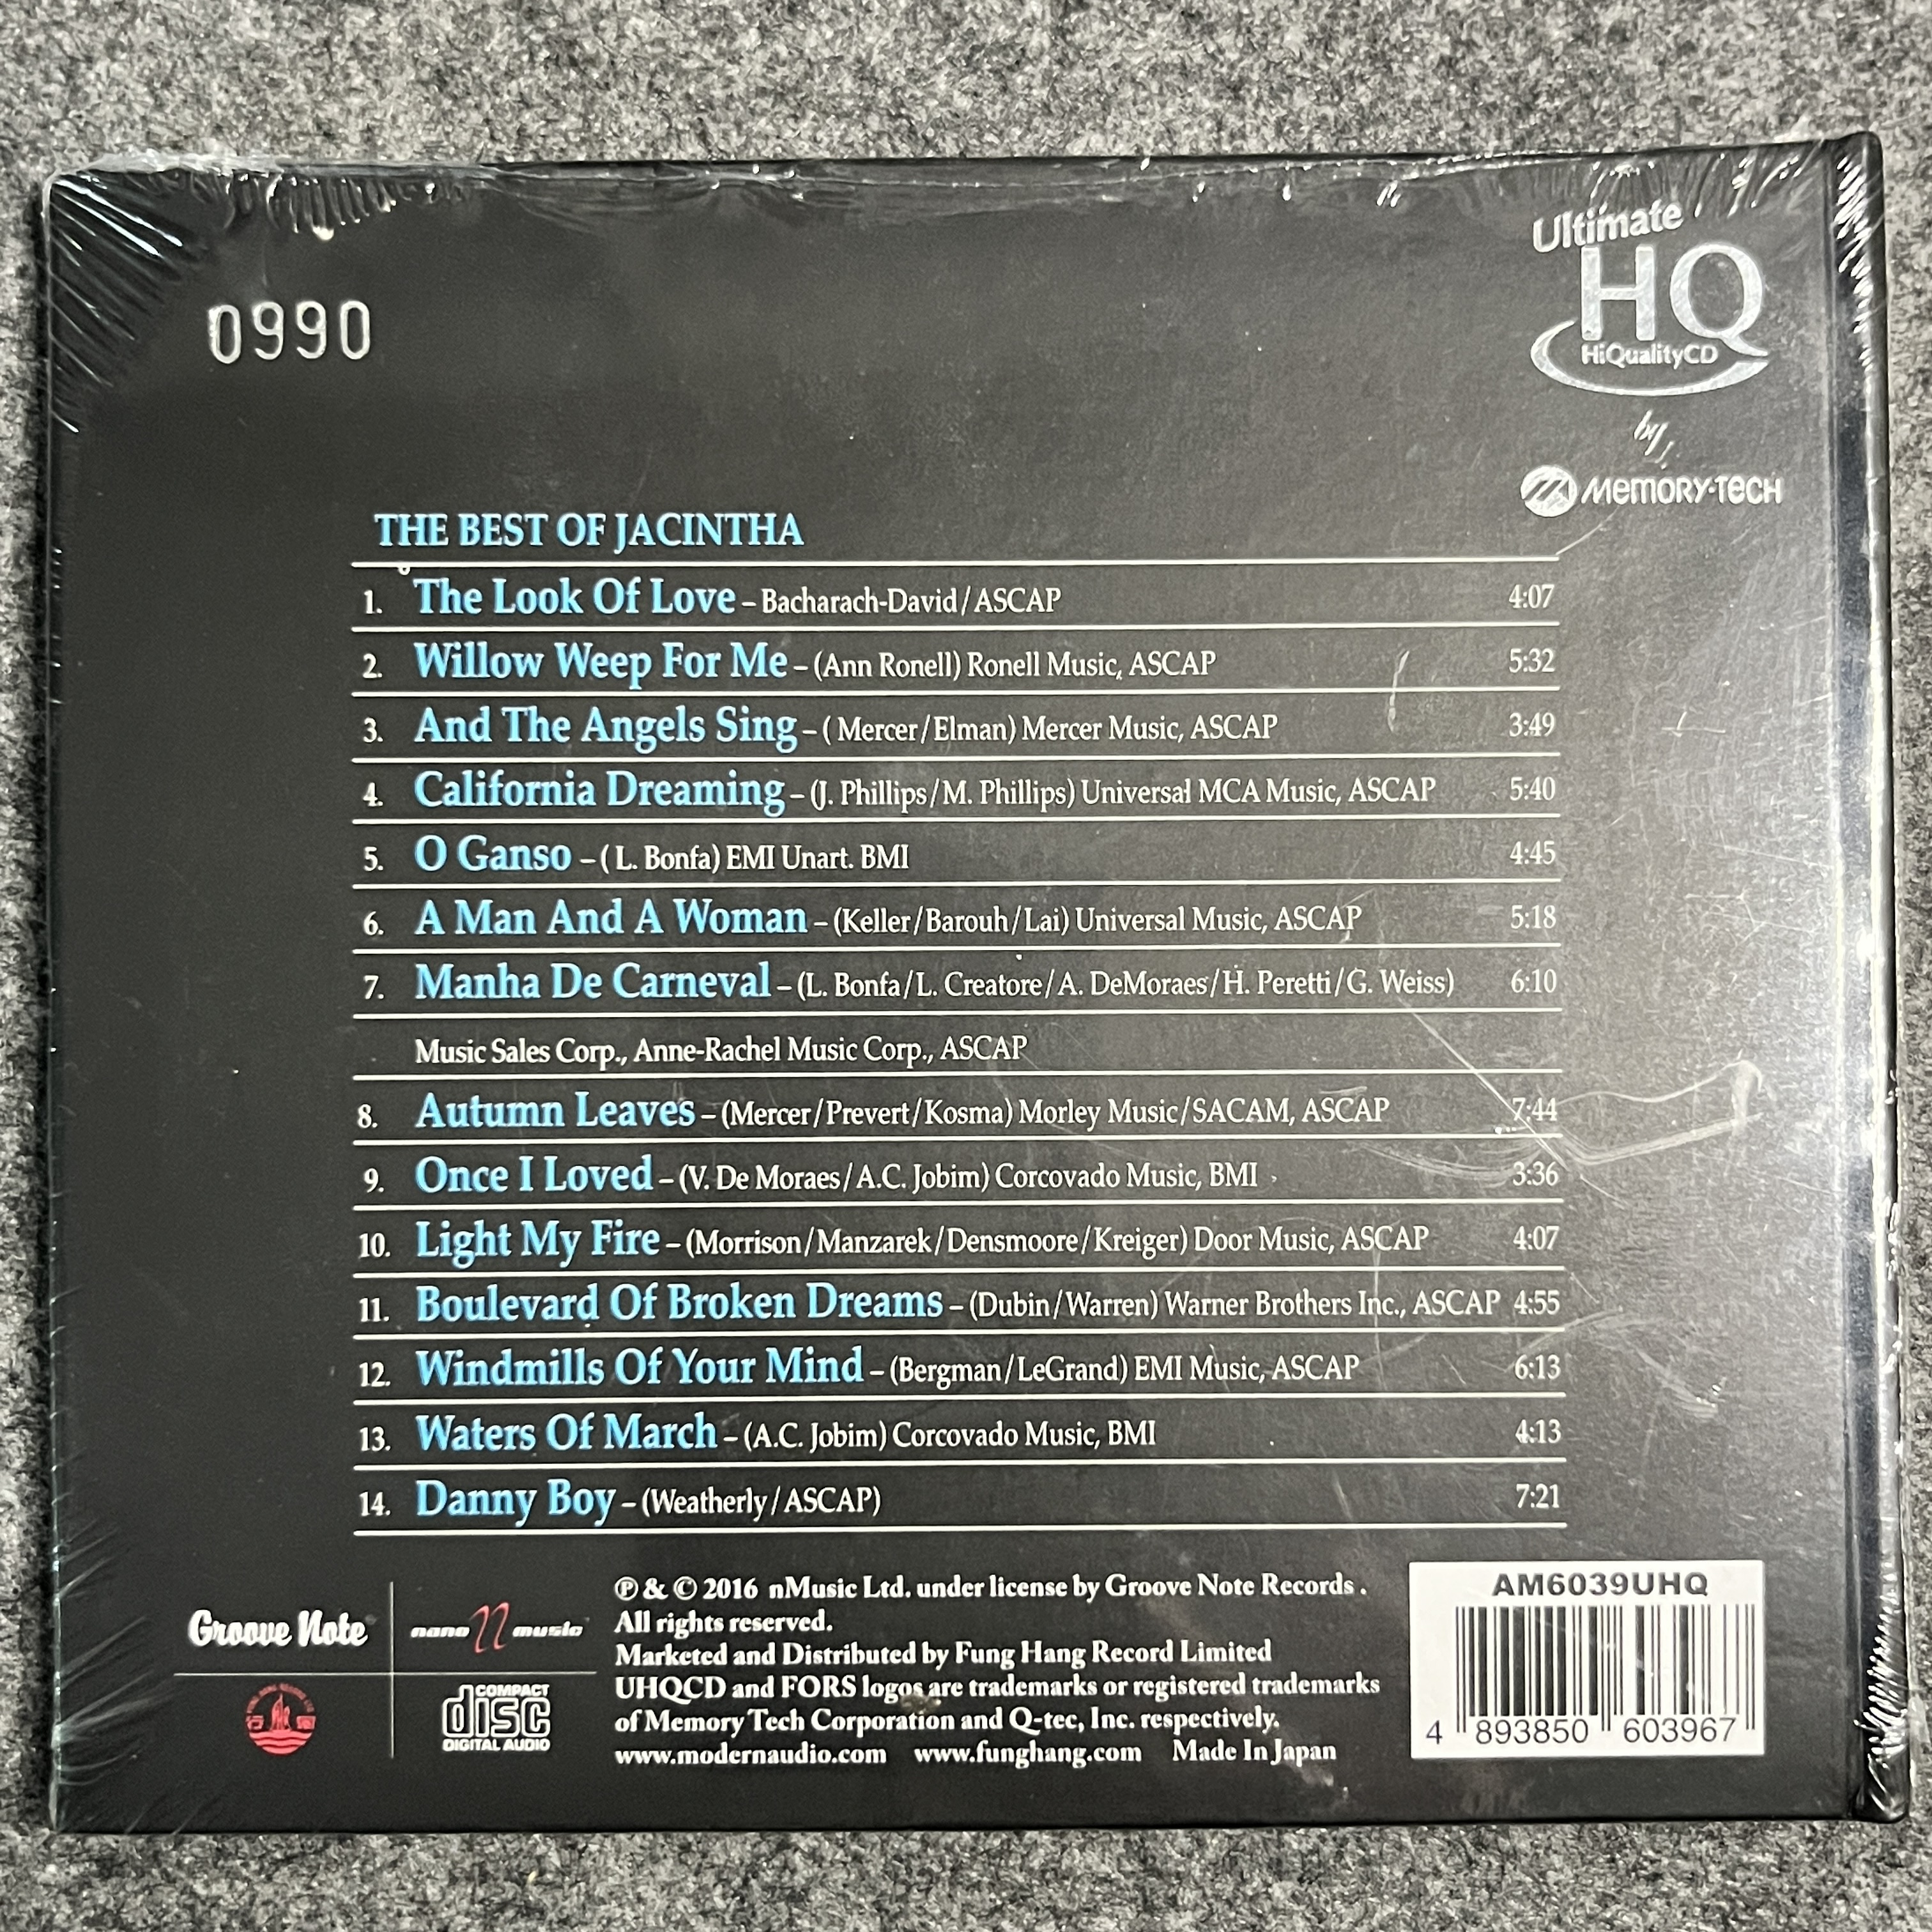 Ultimate
HQ
HiQualityCD
0990
by
MEMORY-TECH
THE BEST OF JACINTHA
1. The Look Of Love – Bacharach-David/ASCAP 4:07
2. Willow Weep For Me – (Ann Ronell) Ronell Music, ASCAP 5:32
3. And The Angels Sing – ( Mercer/Elman) Mercer Music, ASCAP 3:49
4. California Dreaming – (J. Phillips/M. Phillips) Universal MCA Music, ASCAP 5:40
5. O Ganso – ( L. Bonfa) EMI Unart. BMI 4:45
6. A Man And A Woman – (Keller/Barouh/Lai) Universal Music, ASCAP 5:18
7. Manha De Carneval – (L. Bonfa/L. Creatore/A. DeMoraes/H. Peretti/G. Weiss) 6:10
Music Sales Corp., Anne-Rachel Music Corp., ASCAP
8. Autumn Leaves – (Mercer/Prevert/Kosma) Morley Music/SACAM, ASCAP 7:44
9. Once I Loved – (V. De Moraes/A.C. Jobim) Corcovado Music, BMI 3:36
10. Light My Fire – (Morrison/Manzarek/Densmoore/Kreiger) Door Music, ASCAP 4:07
11. Boulevard Of Broken Dreams – (Dubin/Warren) Warner Brothers Inc., ASCAP 4:55
12. Windmills Of Your Mind – (Bergman/LeGrand) EMI Music, ASCAP 6:13
13. Waters Of March – (A.C. Jobim) Corcovado Music, BMI 4:13
14. Danny Boy – (Weatherly/ASCAP) 7:21
Groove Note
nano n music
COMPACT
disc
DIGITAL AUDIO
℗ & © 2016 nMusic Ltd. under license by Groove Note Records .
All rights reserved.
Marketed and Distributed by Fung Hang Record Limited
UHQCD and FORS logos are trademarks or registered trademarks
of Memory Tech Corporation and Q-tec, Inc. respectively.
www.modernaudio.com www.funghang.com Made In Japan
AM6039UHQ
4 893850 603967